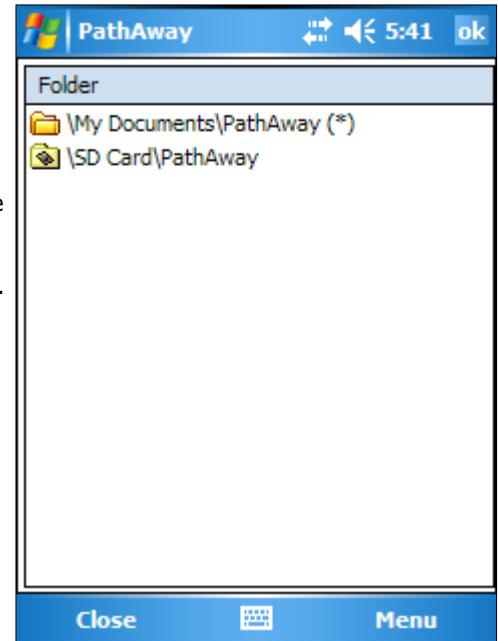 PathAway 5:41 ok
Folder
\My Documents\PathAway (*)
\SD Card\PathAway
e
.
Close Menu